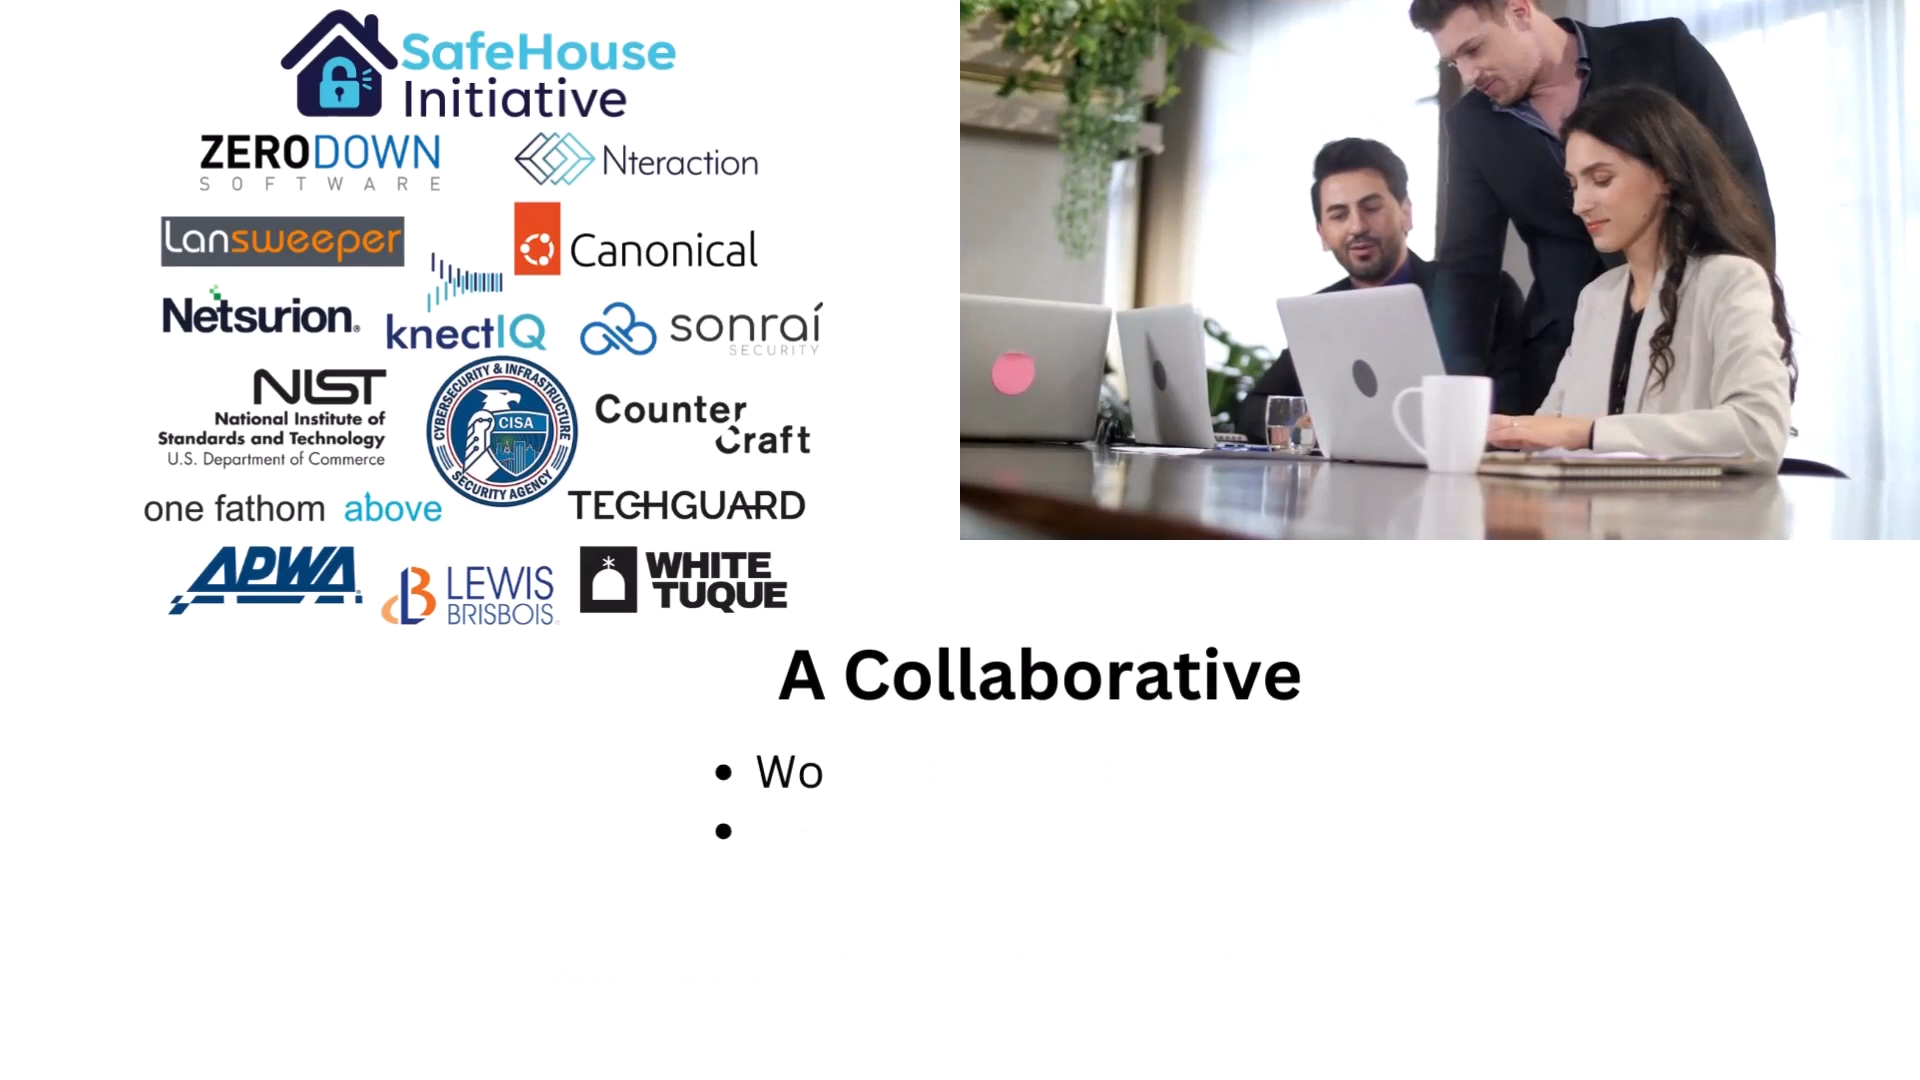 SafeHouse
Initiative
ZERODOWN
SOFTWARE
Nteraction
Lansweeper
Canonical
Netsurion®
knectIQ
sonraí
SECURITY
NIST
National Institute of
Standards and Technology
U.S. Department of Commerce
CYBERSECURITY & INFRASTRUCTURE
CISA
SECURITY AGENCY
Counter
Craft
one fathom above
TECHGUARD
APWA
LEWIS
BRISBOIS
WHITE
TUQUE
A Collaborative
• Wo
•